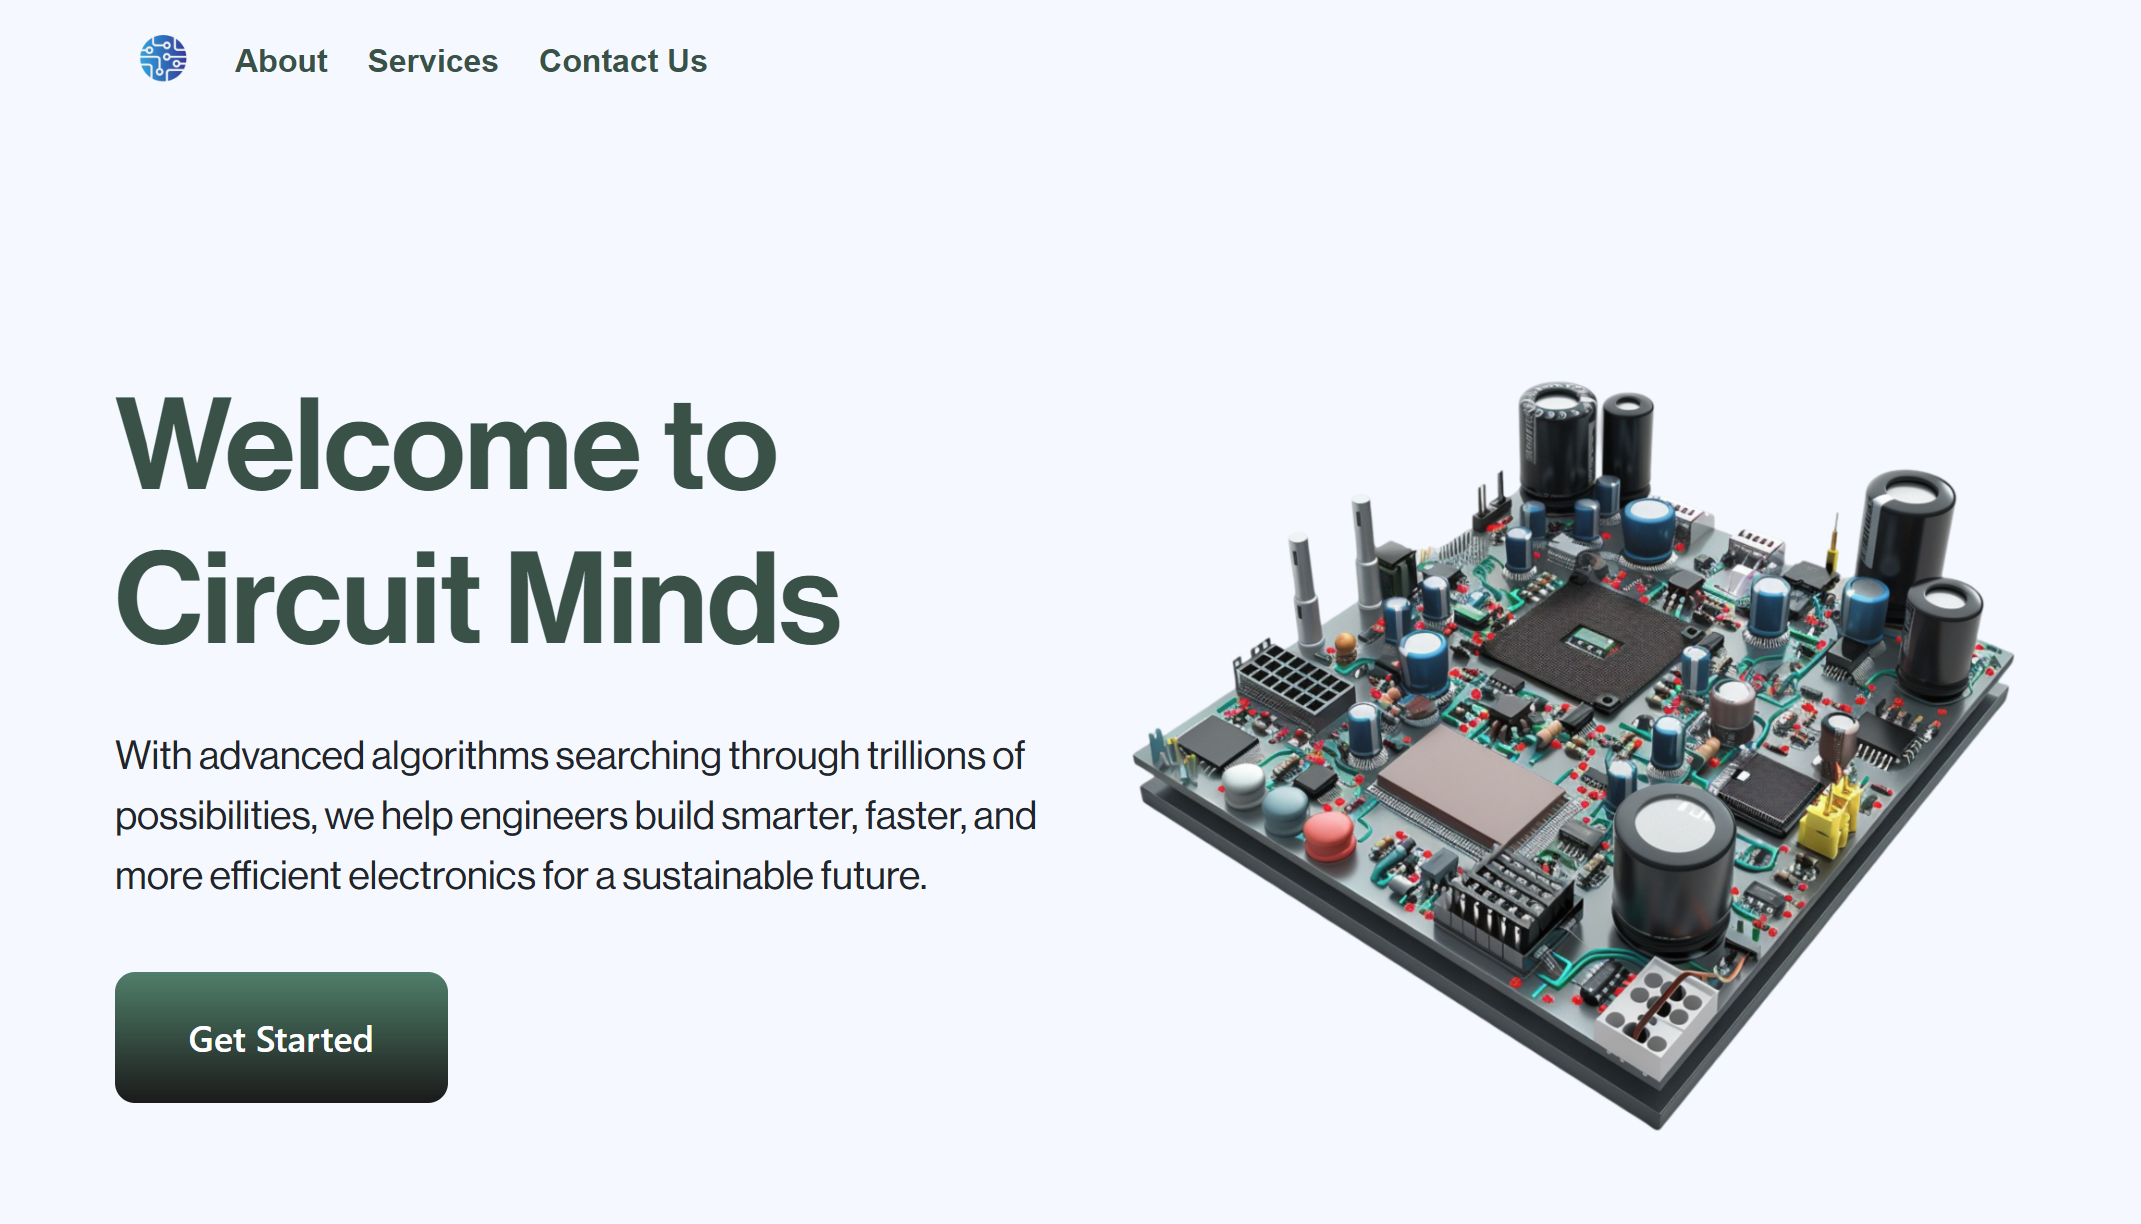 About Services Contact Us
Welcome to
Circuit Minds
With advanced algorithms searching through trillions of
possibilities, we help engineers build smarter, faster, and
more efficient electronics for a sustainable future.
Get Started